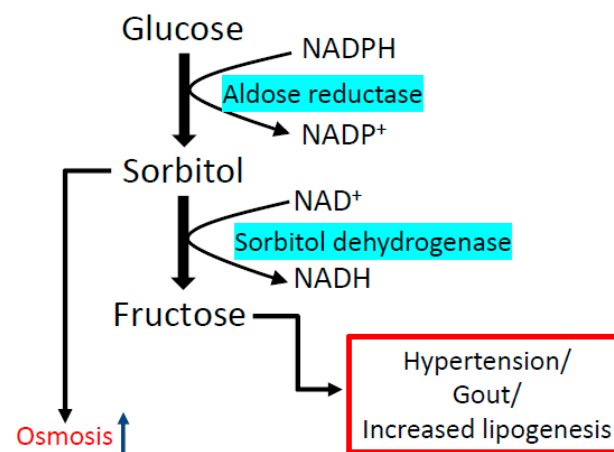 Glucose
NADPH
Aldose reductase
NADP⁺
Sorbitol
NAD⁺
Sorbitol dehydrogenase
NADH
Fructose
Hypertension/
Gout/
Increased lipogenesis
Osmosis